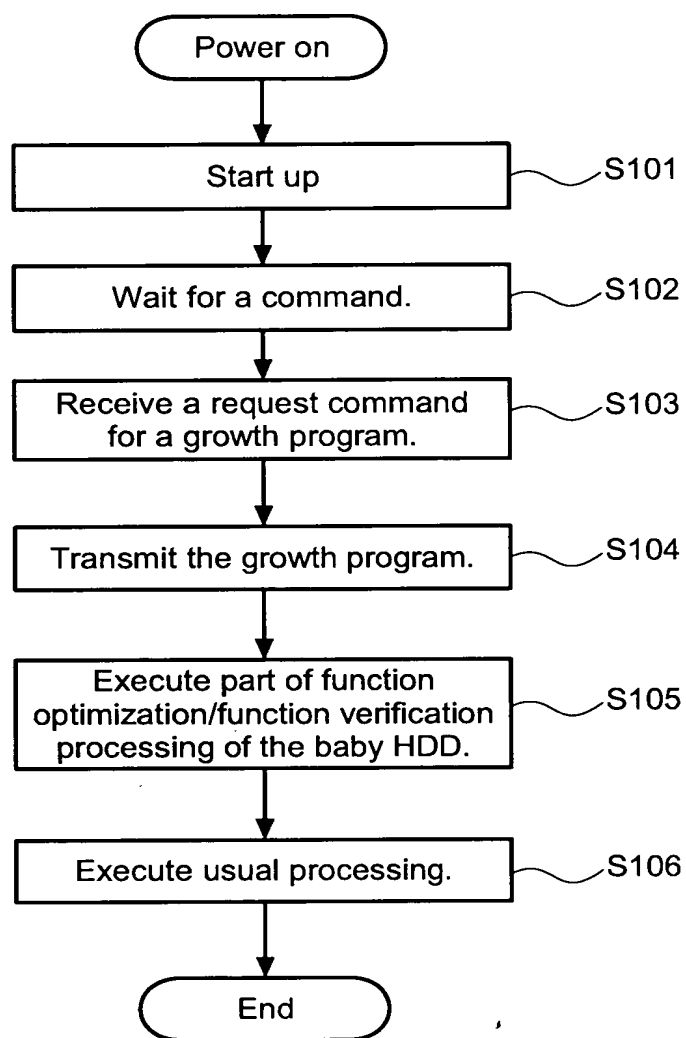 Power on
Start up
S101
Wait for a command.
S102
Receive a request command
for a growth program.
S103
Transmit the growth program.
S104
Execute part of function
optimization/function verification
processing of the baby HDD.
S105
Execute usual processing.
S106
End